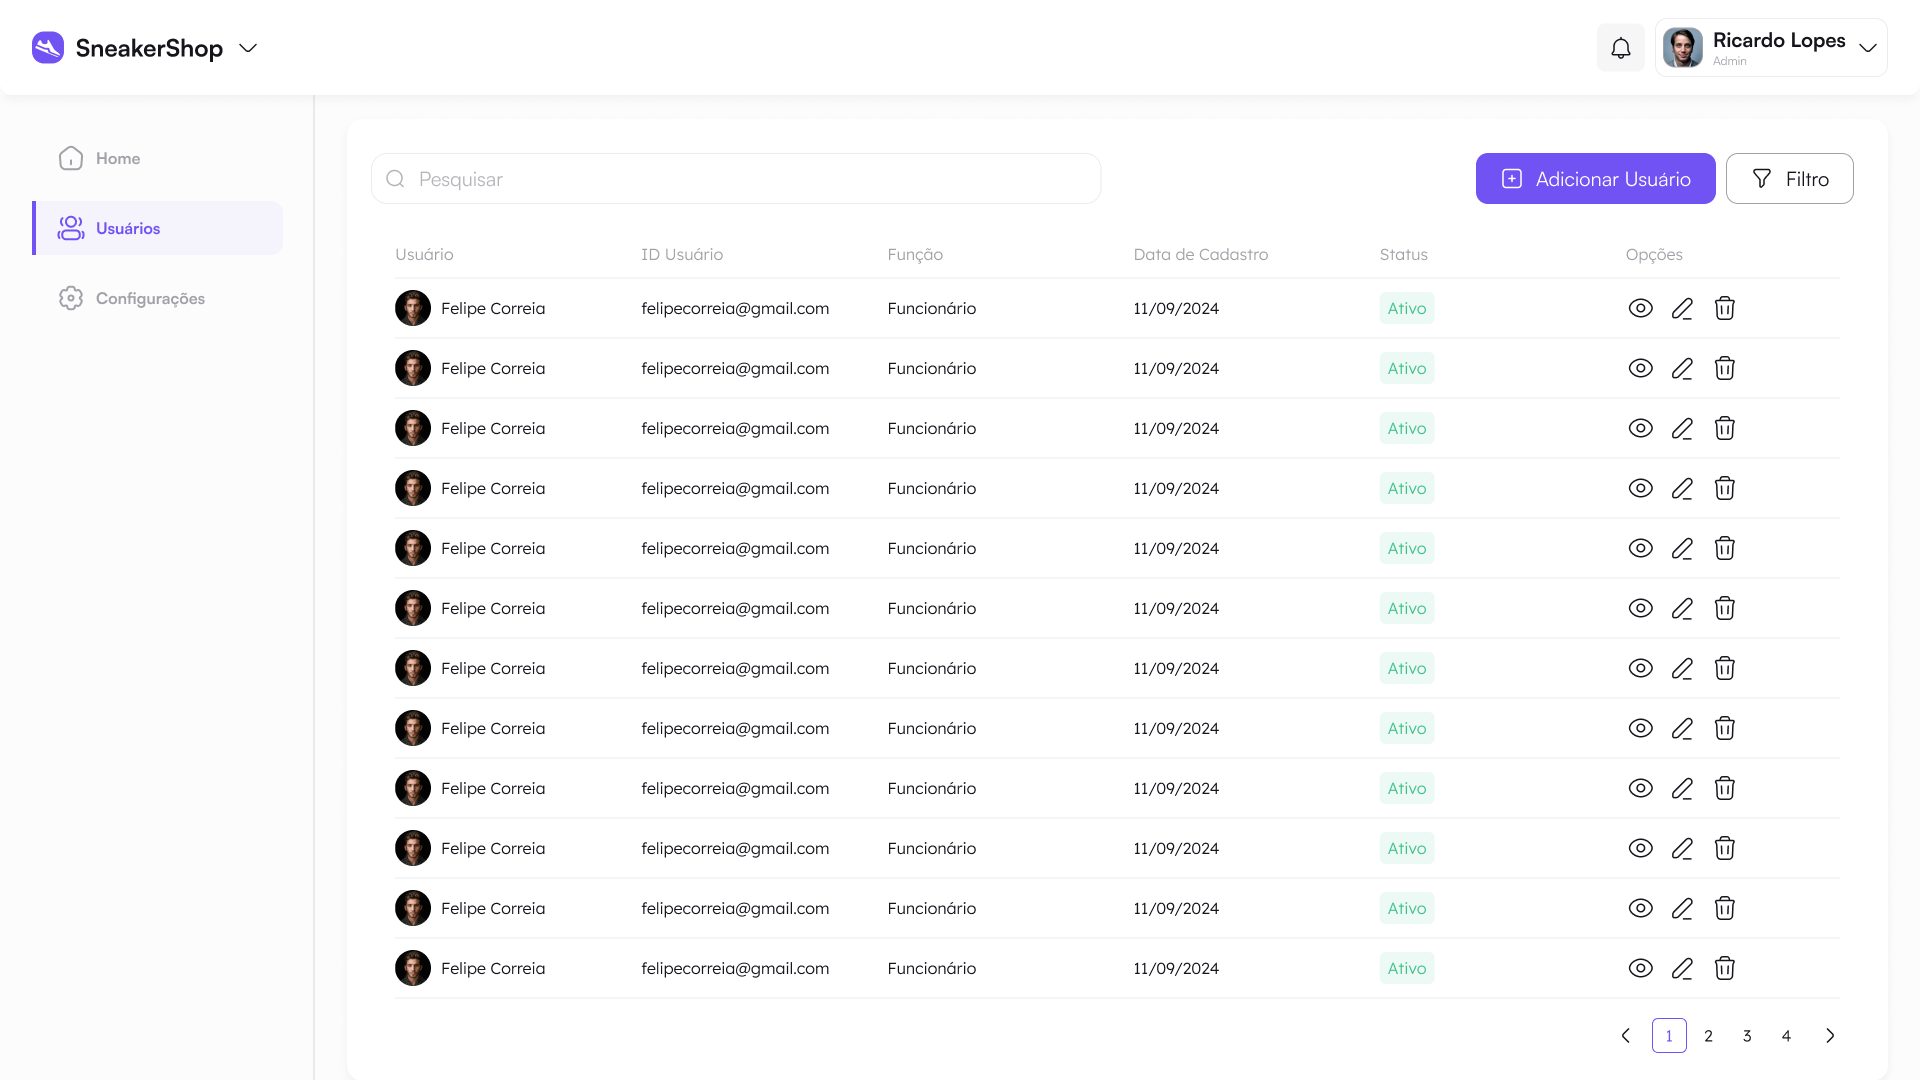 SneakerShop
Ricardo Lopes
Admin
Home
Usuários
Configurações
Pesquisar
Adicionar Usuário
Filtro
Usuário ID Usuário Função Data de Cadastro Status Opções
Felipe Correia felipecorreia@gmail.com Funcionário 11/09/2024 Ativo
Felipe Correia felipecorreia@gmail.com Funcionário 11/09/2024 Ativo
Felipe Correia felipecorreia@gmail.com Funcionário 11/09/2024 Ativo
Felipe Correia felipecorreia@gmail.com Funcionário 11/09/2024 Ativo
Felipe Correia felipecorreia@gmail.com Funcionário 11/09/2024 Ativo
Felipe Correia felipecorreia@gmail.com Funcionário 11/09/2024 Ativo
Felipe Correia felipecorreia@gmail.com Funcionário 11/09/2024 Ativo
Felipe Correia felipecorreia@gmail.com Funcionário 11/09/2024 Ativo
Felipe Correia felipecorreia@gmail.com Funcionário 11/09/2024 Ativo
Felipe Correia felipecorreia@gmail.com Funcionário 11/09/2024 Ativo
Felipe Correia felipecorreia@gmail.com Funcionário 11/09/2024 Ativo
Felipe Correia felipecorreia@gmail.com Funcionário 11/09/2024 Ativo
1 2 3 4